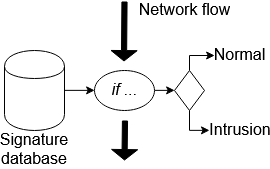 Network flow
Normal
if ...
Signature
database
Intrusion